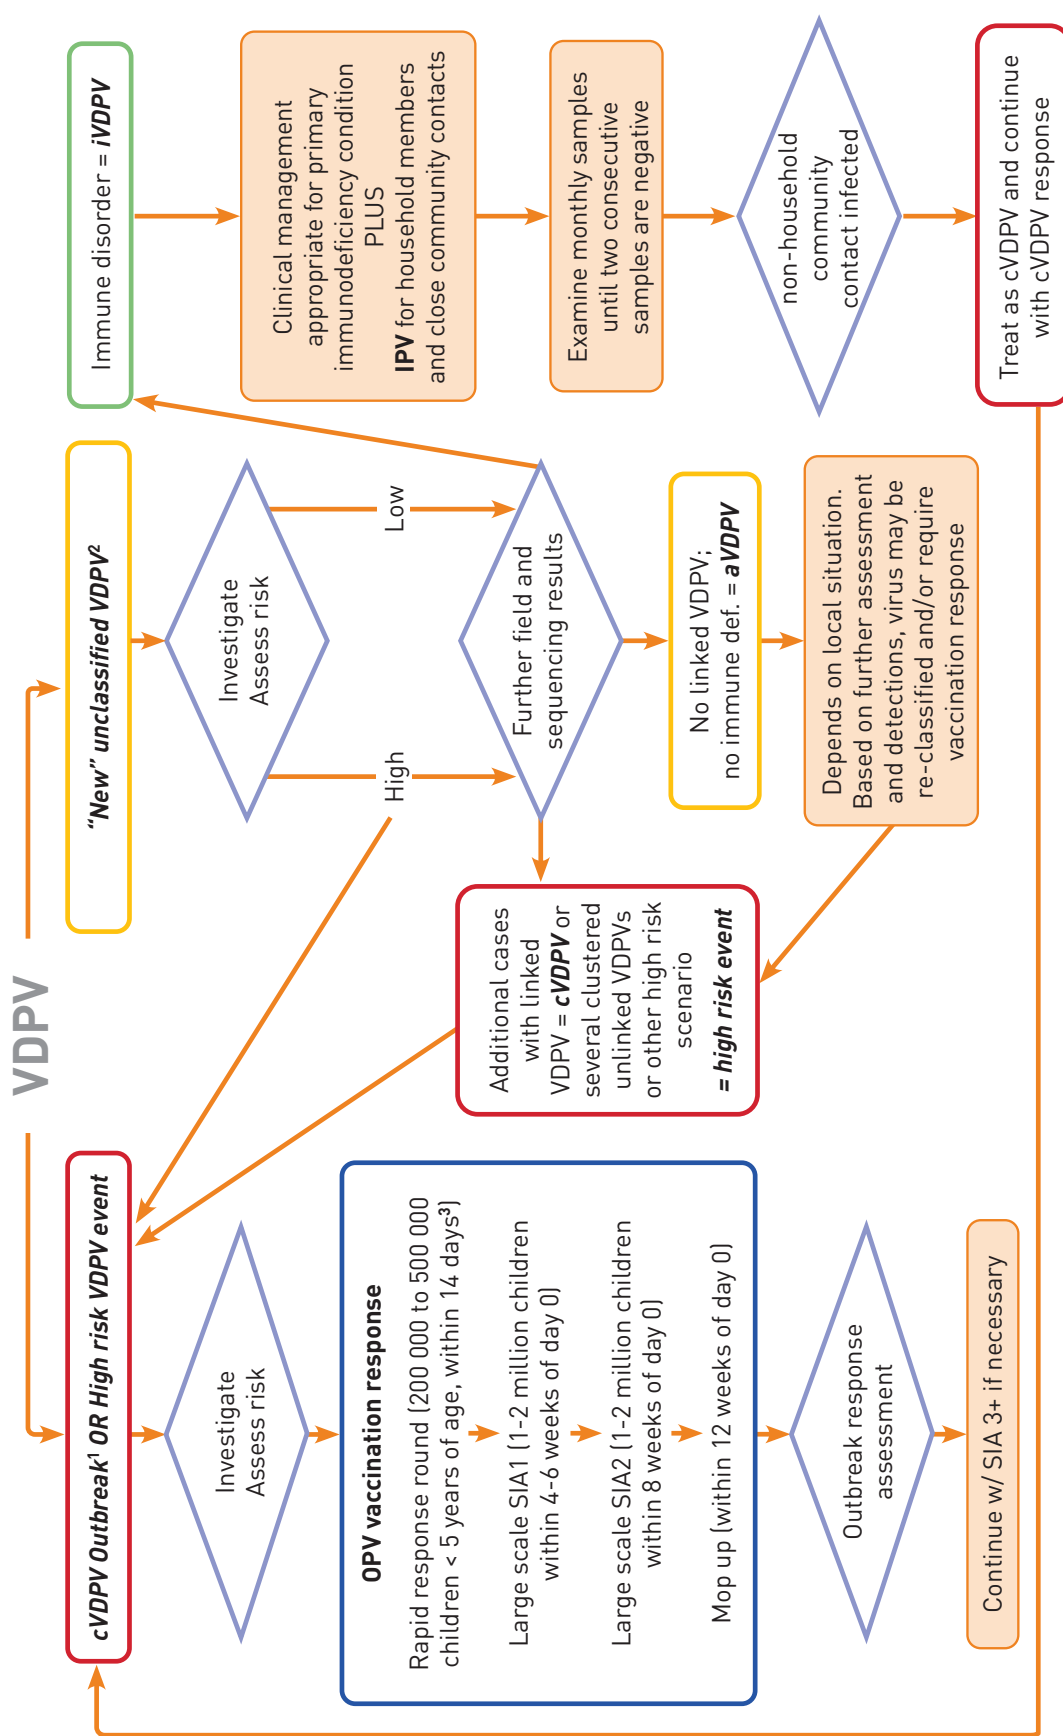 VDPV
cVDPV Outbreak¹ OR High risk VDPV event
Investigate
Assess risk
OPV vaccination response
Rapid response round (200 000 to 500 000
children < 5 years of age, within 14 days³)
Large scale SIA1 (1-2 million children
within 4-6 weeks of day 0)
Large scale SIA2 (1-2 million children
within 8 weeks of day 0)
Mop up (within 12 weeks of day 0)
Outbreak response
assessment
Continue w/ SIA 3+ if necessary
“New” unclassified VDPV²
Investigate
Assess risk
High
Low
Further field and
sequencing results
Additional cases
with linked
VDPV = cVDPV or
several clustered
unlinked VDPVs
or other high risk
scenario
= high risk event
No linked VDPV;
no immune def. = aVDPV
Depends on local situation.
Based on further assessment
and detections, virus may be
re-classified and/or require
vaccination response
Immune disorder = iVDPV
Clinical management
appropriate for primary
immunodeficiency condition
PLUS
IPV for household members
and close community contacts
Examine monthly samples
until two consecutive
samples are negative
non-household
community
contact infected
Treat as cVDPV and continue
with cVDPV response